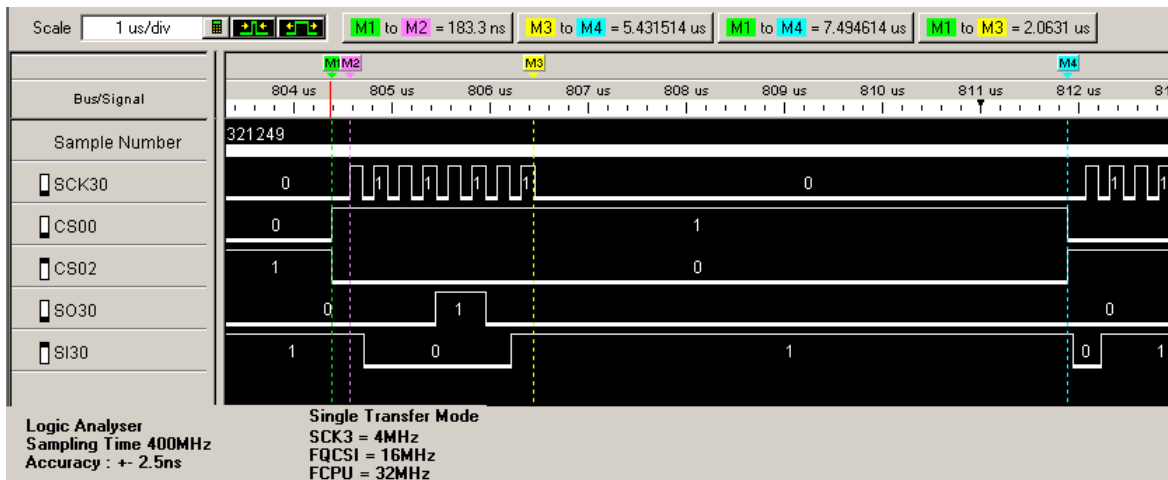 Scale 1 us/div M1 to M2 = 183.3 ns M3 to M4 = 5.431514 us M1 to M4 = 7.494614 us M1 to M3 = 2.0631 us
M1 M2 M3 M4
Bus/Signal 804 us 805 us 806 us 807 us 808 us 809 us 810 us 811 us 812 us 81
Sample Number 321249
SCK30 0 1 1 1 1 0 1 1
CS00 0 1
CS02 1 0
SO30 0 1 0
SI30 1 0 1 0 1
Logic Analyser
Sampling Time 400MHz
Accuracy : +- 2.5ns
Single Transfer Mode
SCK3 = 4MHz
FQCSI = 16MHz
FCPU = 32MHz